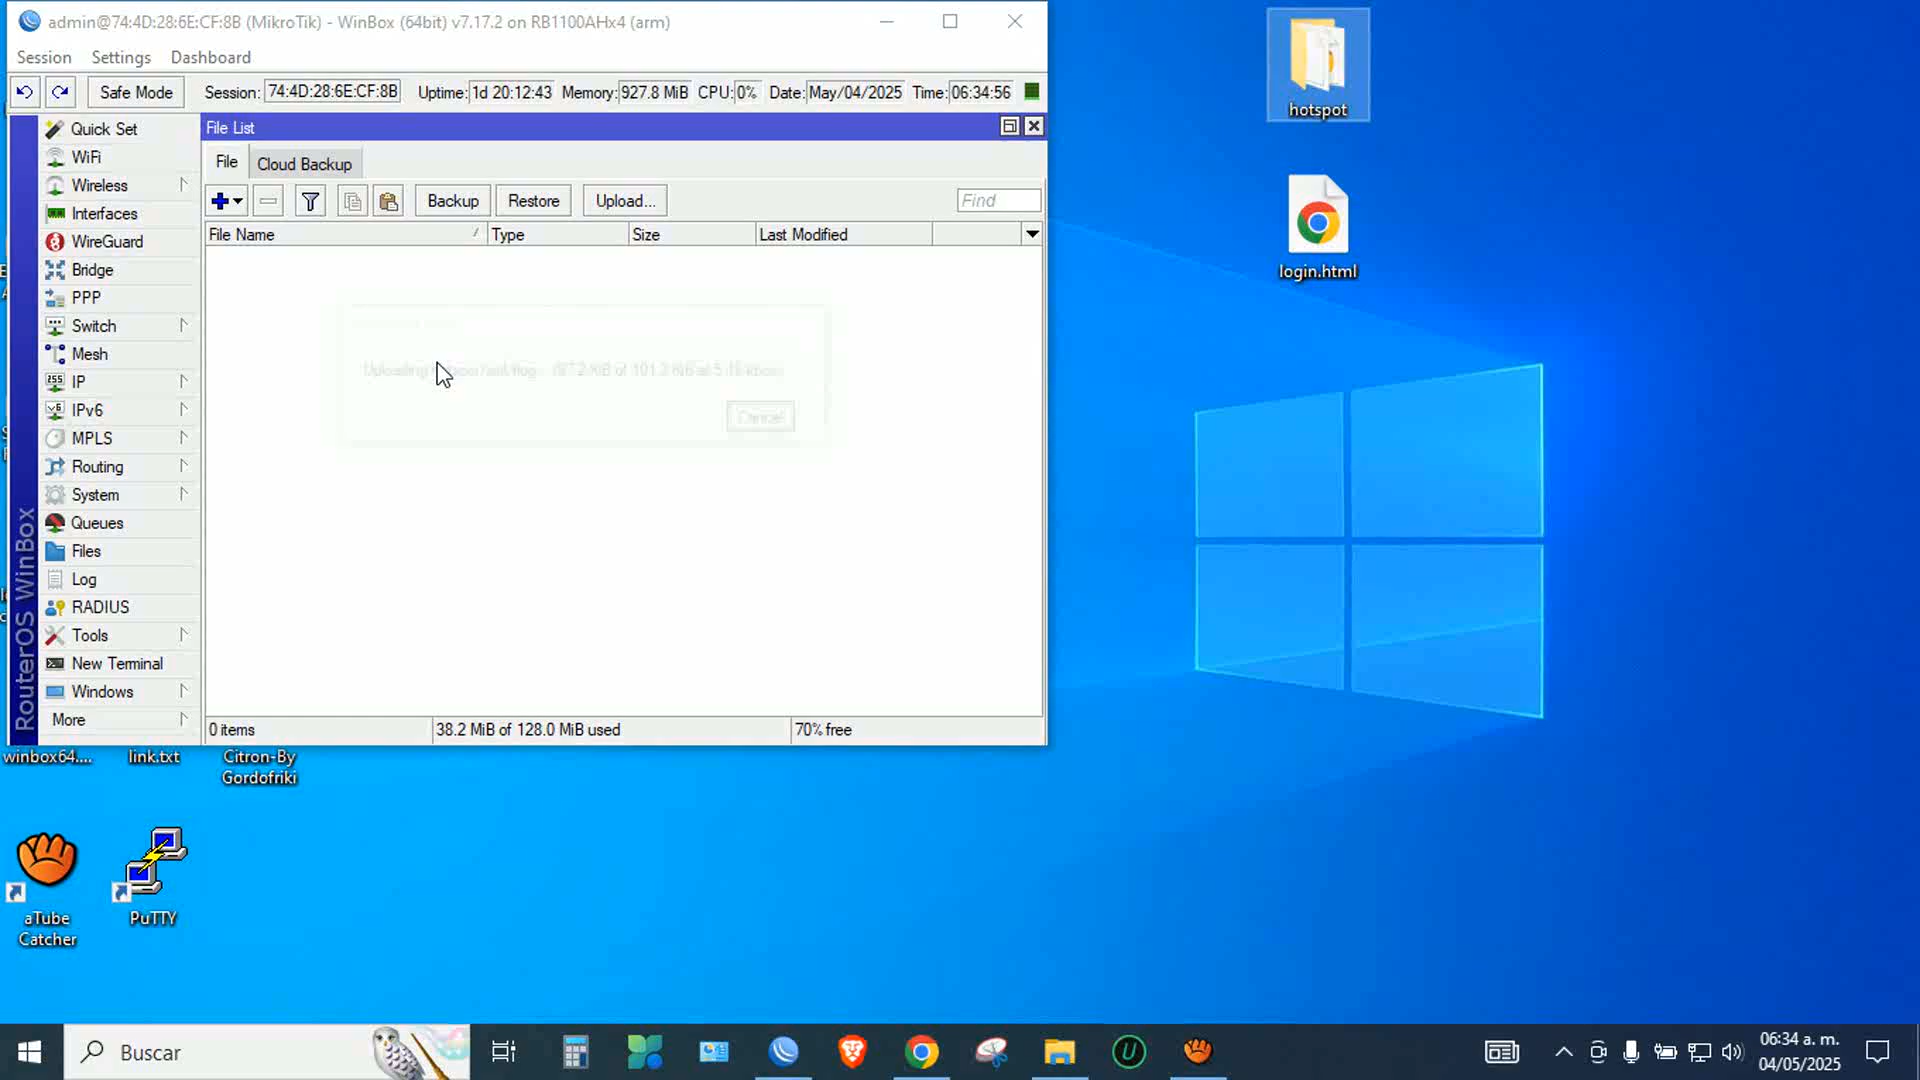 admin@74:4D:28:6E:CF:8B (MikroTik) - WinBox (64bit) v7.17.2 on RB1100AHx4 (arm)
Session Settings Dashboard
Safe Mode Session: 74:4D:28:6E:CF:8B Uptime: 1d 20:12:43 Memory: 927.8 MiB CPU: 0% Date: May/04/2025 Time: 06:34:56
Quick Set
WiFi
Wireless
Interfaces
WireGuard
Bridge
PPP
Switch
Mesh
IP
IPv6
MPLS
Routing
System
Queues
Files
Log
RADIUS
Tools
New Terminal
Windows
More
RouterOS WinBox
File List
File Cloud Backup
Backup Restore Upload... Find
File Name Type Size Last Modified
Uploading
Cancel
0 items 38.2 MiB of 128.0 MiB used 70% free
hotspot
login.html
winbox64....
link.txt
Citron-By
Gordofriki
aTube
Catcher
PuTTY
Buscar
06:34 a. m.
04/05/2025